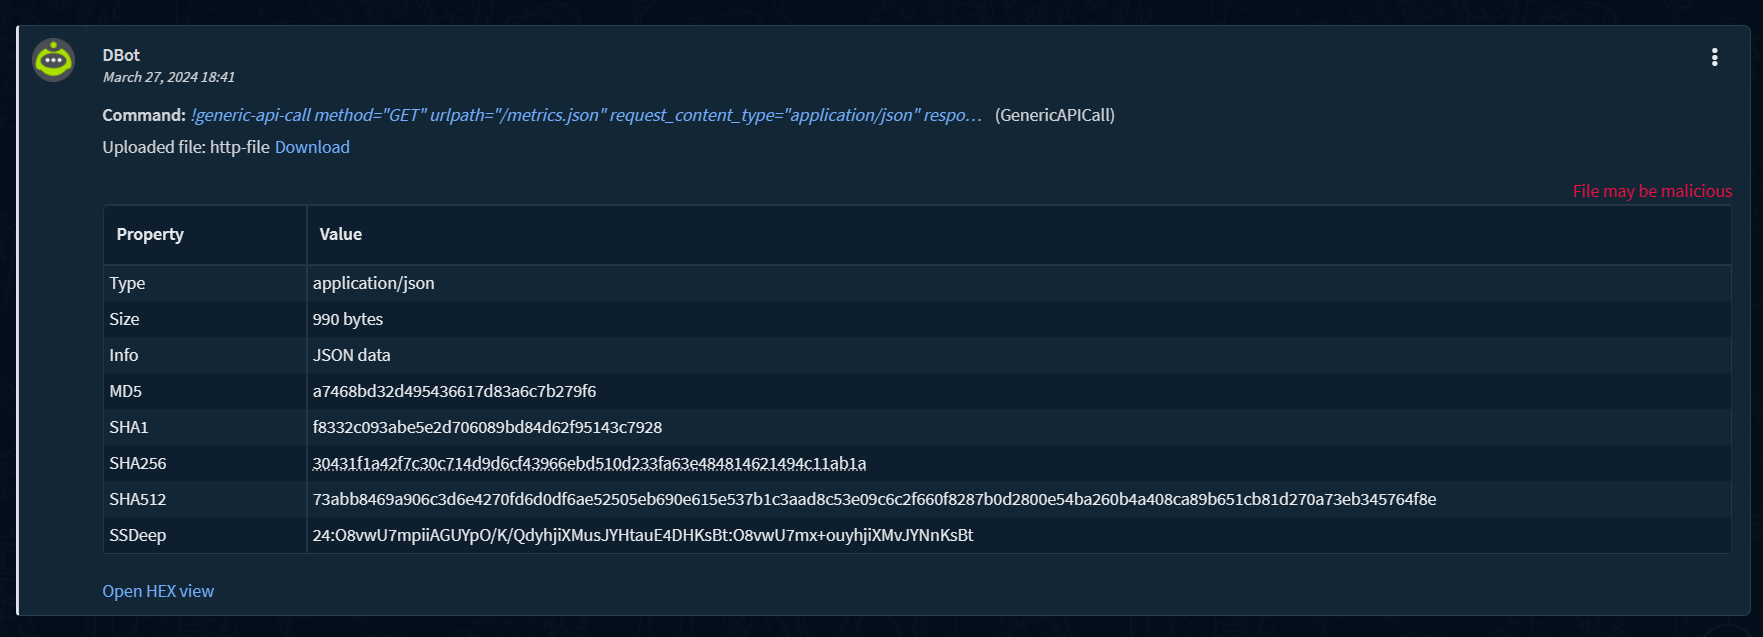 DBot
March 27, 2024 18:41
Command: !generic-api-call method="GET" urlpath="/metrics.json" request_content_type="application/json" respo… (GenericAPICall)
Uploaded file: http-file Download
File may be malicious
Property Value
Type application/json
Size 990 bytes
Info JSON data
MD5 a7468bd32d495436617d83a6c7b279f6
SHA1 f8332c093abe5e2d706089bd84d62f95143c7928
SHA256 30431f1a42f7c30c714d9d6cf43966ebd510d233fa63e484814621494c11ab1a
SHA512 73abb8469a906c3d6e4270fd6d0df6ae52505eb690e615e537b1c3aad8c53e09c6c2f660f8287b0d2800e54ba260b4a408ca89b651cb81d270a73eb345764f8e
SSDeep 24:O8vwU7mpiiAGUYpO/K/QdyhjiXMusJYHtauE4DHKsBt:O8vwU7mx+ouyhjiXMvJYNnKsBt
Open HEX view